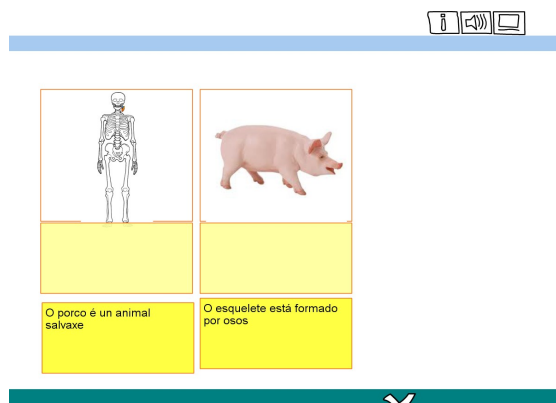 O porco é un animal
salvaxe
O esquelete está formado
por osos